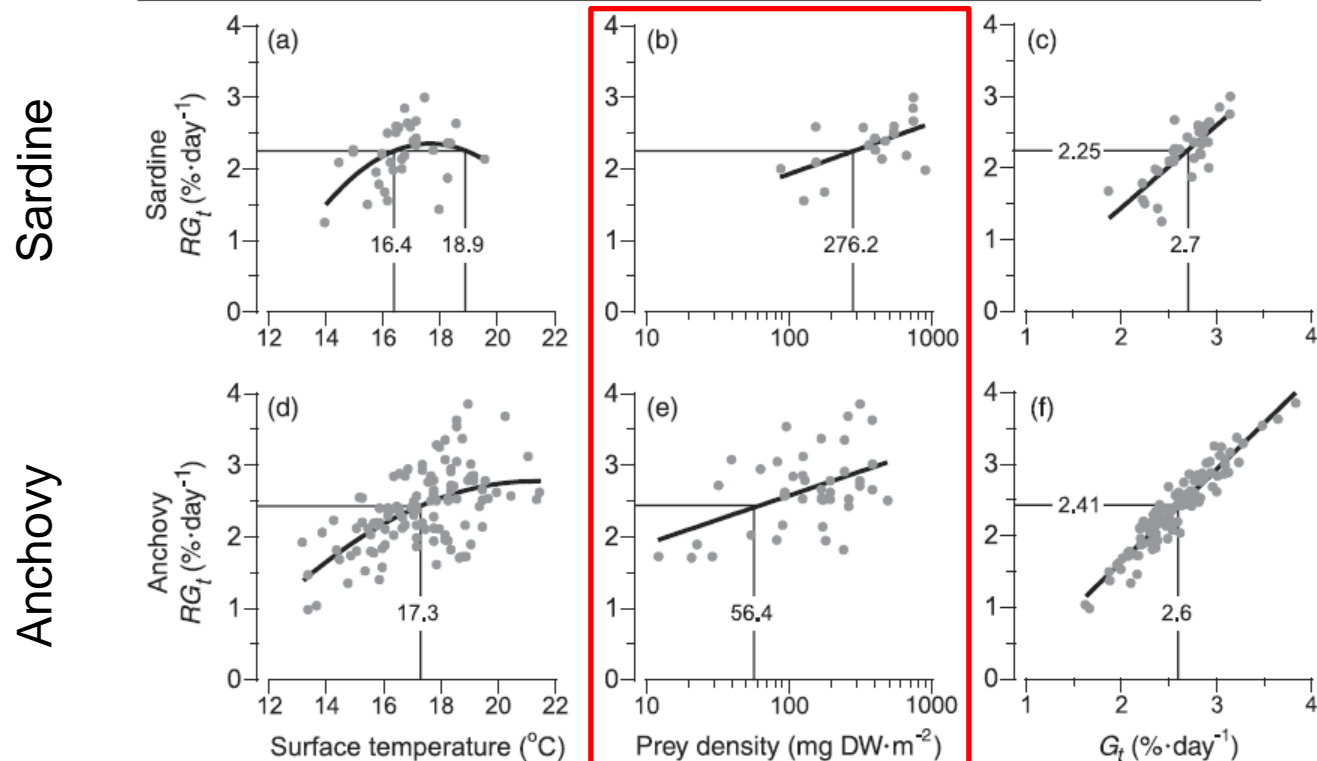 Sardine
Anchovy
(a)
Sardine
RGt (%·day-1)
4
3
2
1
0
16.4
18.9
12 14 16 18 20 22
(b)
4
3
2
1
0
276.2
10 100 1000
(c)
4
3
2
1
0
2.25
2.7
1 2 3 4
(d)
Anchovy
RGt (%·day-1)
4
3
2
1
0
17.3
12 14 16 18 20 22
Surface temperature (°C)
(e)
4
3
2
1
0
56.4
10 100 1000
Prey density (mg DW·m-2)
(f)
4
3
2
1
0
2.41
2.6
1 2 3 4
Gt (%·day-1)